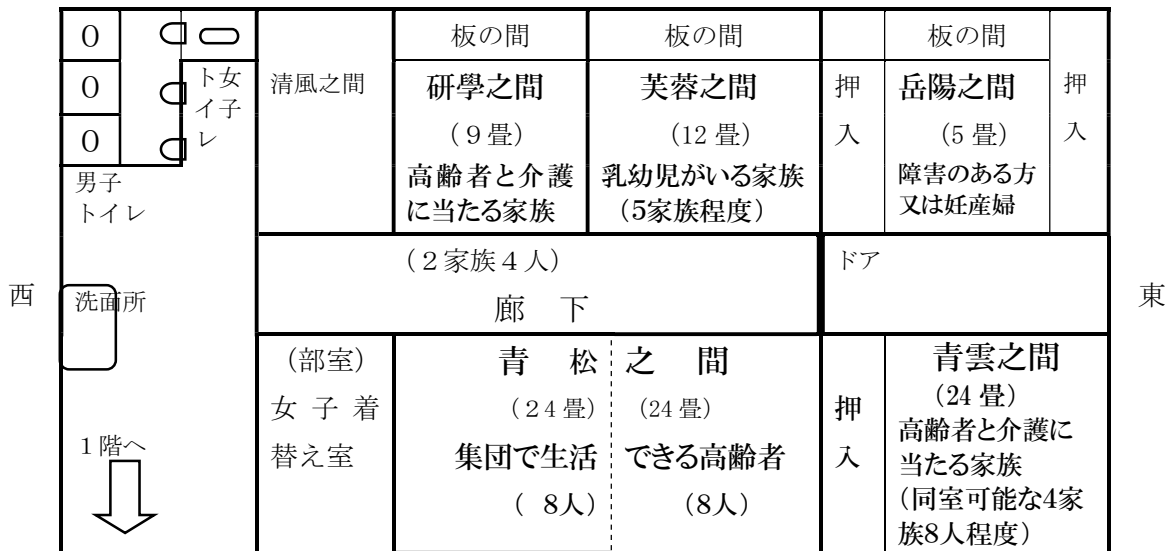 西
0
0
0
男子
トイレ
女子
トイレ
洗面所
1階へ
清風之間
板の間
研學之間
(9畳)
高齢者と介護
に当たる家族
板の間
芙蓉之間
(12畳)
乳幼児がいる家族
(5家族程度)
押
入
板の間
岳陽之間
(5畳)
障害のある方
又は妊産婦
押
入
(2家族4人)
廊 下
ドア
(部室)
女子着
替え室
青 松 之 間
(24畳) (24畳)
集団で生活 できる高齢者
( 8人) (8人)
押
入
青雲之間
(24畳)
高齢者と介護に
当たる家族
(同室可能な4家
族8人程度)
東